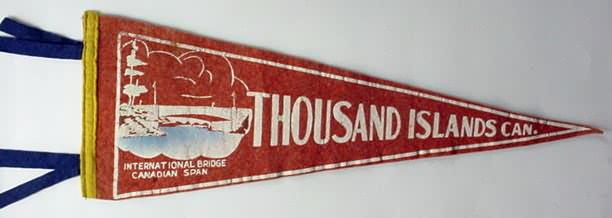 THOUSAND ISLANDS CAN.
INTERNATIONAL BRIDGE
CANADIAN SPAN